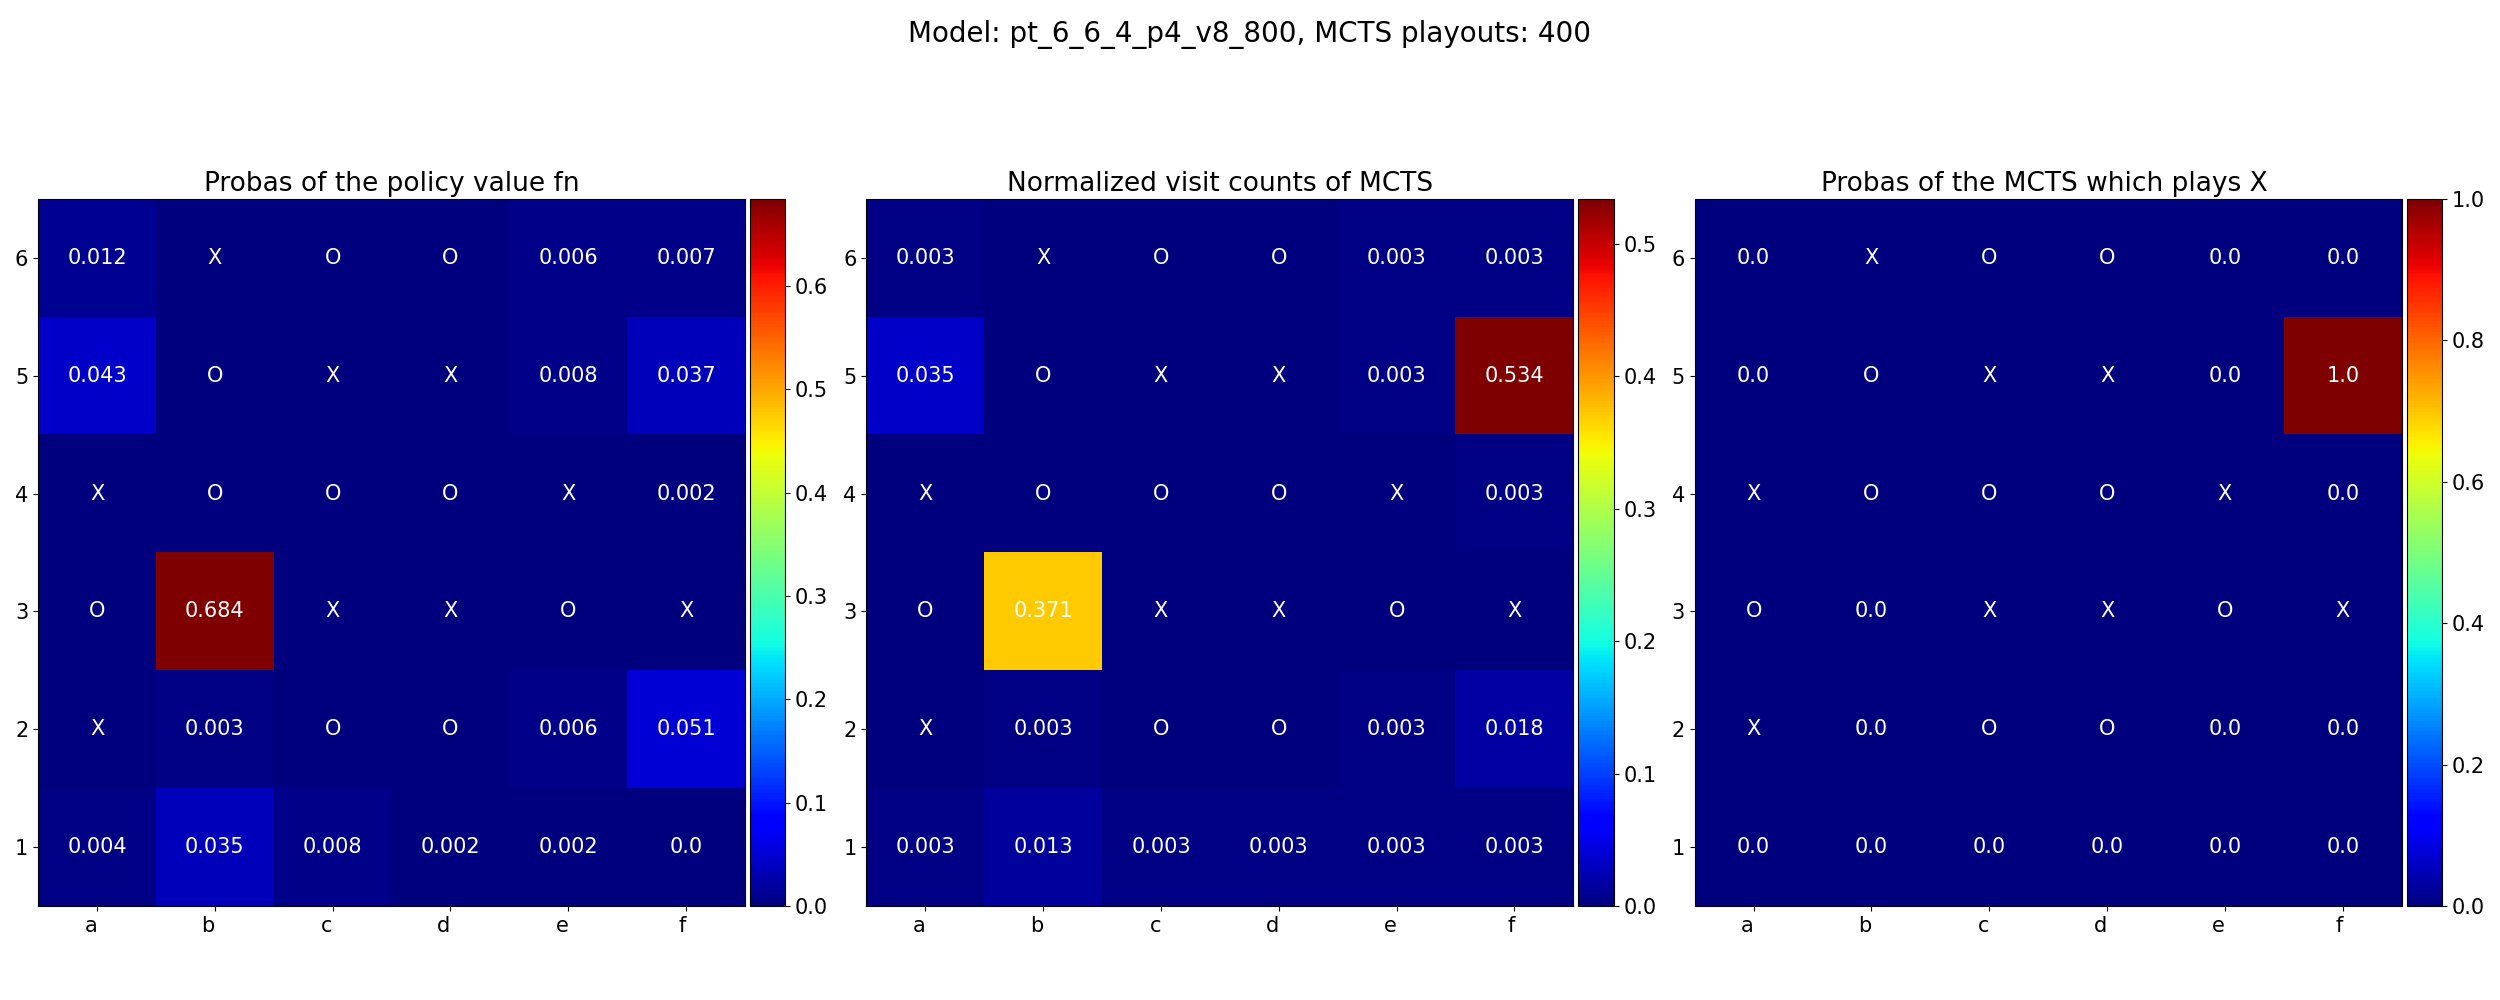 Model: pt_6_6_4_p4_v8_800, MCTS playouts: 400
Probas of the policy value fn
6 0.012 X O O 0.006 0.007
5 0.043 O X X 0.008 0.037
4 X O O O X 0.002
3 O 0.684 X X O X
2 X 0.003 O O 0.006 0.051
1 0.004 0.035 0.008 0.002 0.002 0.0
a b c d e f
0.6
0.5
0.4
0.3
0.2
0.1
0.0
Normalized visit counts of MCTS
6 0.003 X O O 0.003 0.003
5 0.035 O X X 0.003 0.534
4 X O O O X 0.003
3 O 0.371 X X O X
2 X 0.003 O O 0.003 0.018
1 0.003 0.013 0.003 0.003 0.003 0.003
a b c d e f
0.5
0.4
0.3
0.2
0.1
0.0
Probas of the MCTS which plays X
6 0.0 X O O 0.0 0.0
5 0.0 O X X 0.0 1.0
4 X O O O X 0.0
3 O 0.0 X X O X
2 X 0.0 O O 0.0 0.0
1 0.0 0.0 0.0 0.0 0.0 0.0
a b c d e f
1.0
0.8
0.6
0.4
0.2
0.0